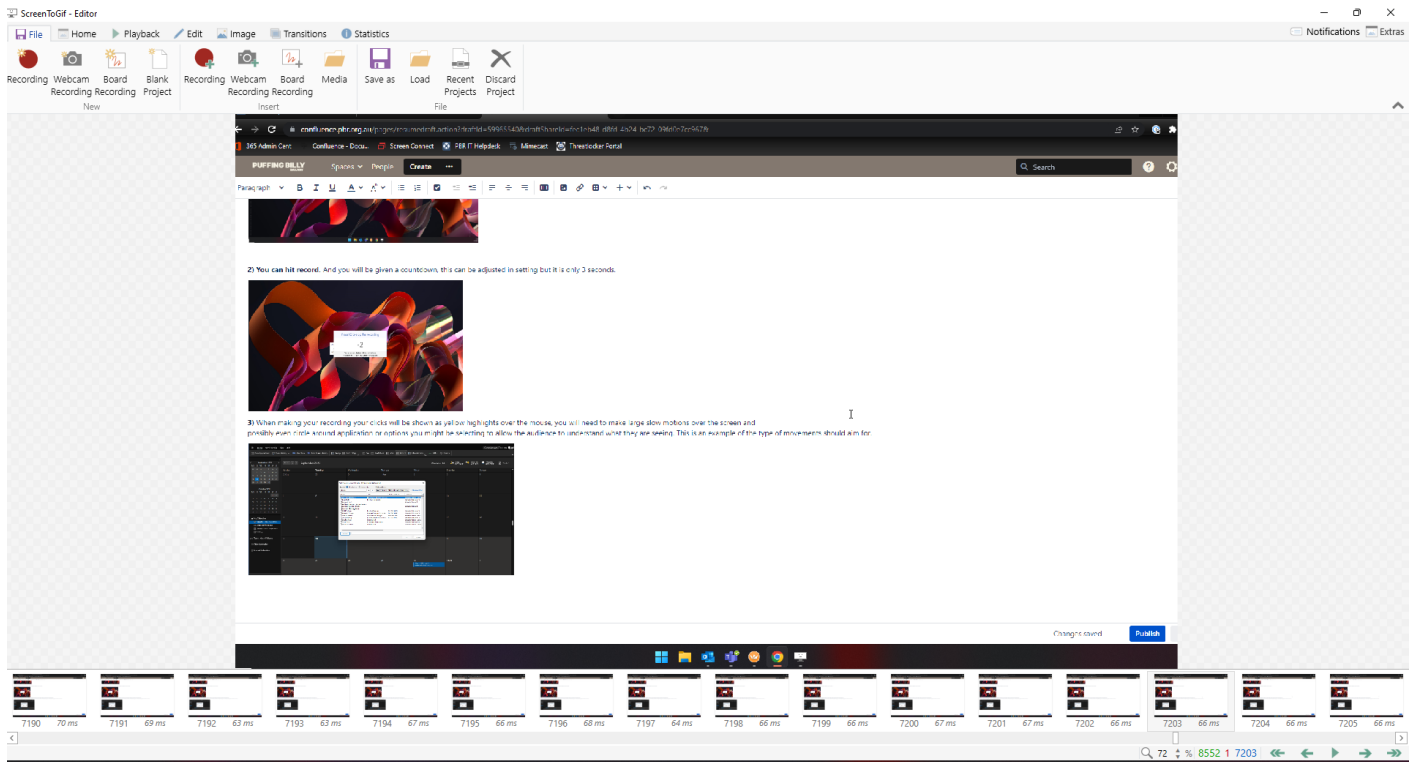 ScreenToGif - Editor
File Home Playback Edit Image Transitions Statistics
Notifications Extras
Recording Webcam Recording Board Recording Blank Project
New
Recording Webcam Recording Board Recording Media
Insert
Save as Load Recent Projects Discard Project
File
365 Admin Cent Confluence - Docu... Screen Connect PBR IT Helpdesk Mimecast Threatlocker Portal
PUFFING BILLY Spaces People Create ••• Search
Paragraph B I U A
2) You can hit record. And you will be given a countdown, this can be adjusted in setting but it is only 3 seconds.
-2
3) When making your recording your clicks will be shown as yellow highlights over the mouse, you will need to make large slow motions over the screen and
possibly even circle around application or options you might be selecting to allow the audience to understand what they are seeing. This is an example of the type of movements should aim for
Changes saved Publish
7190 70 ms 7191 69 ms 7192 63 ms 7193 63 ms 7194 67 ms 7195 66 ms 7196 68 ms 7197 64 ms 7198 66 ms 7199 66 ms 7200 67 ms 7201 67 ms 7202 66 ms 7203 66 ms 7204 66 ms 7205 66 ms
72 % 8552 1 7203